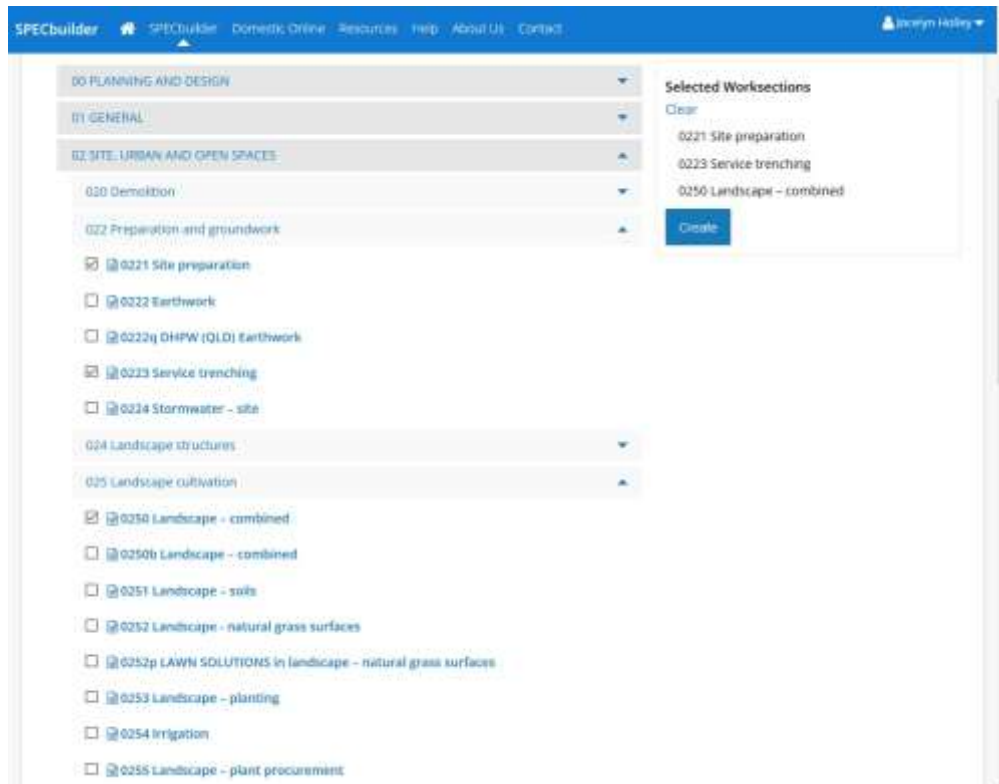 SPECbuilder SPECbuilder Domestic Online Resources Help About Us Contact Jocelyn Holley
00 PLANNING AND DESIGN
01 GENERAL
02 SITE, URBAN AND OPEN SPACES
020 Demolition
022 Preparation and groundwork
0221 Site preparation
0222 Earthwork
0222q DHPW (QLD) Earthwork
0223 Service trenching
0224 Stormwater – site
024 Landscape structures
025 Landscape cultivation
0250 Landscape – combined
0250b Landscape – combined
0251 Landscape – soils
0252 Landscape - natural grass surfaces
0252p LAWN SOLUTIONS in landscape – natural grass surfaces
0253 Landscape – planting
0254 Irrigation
0255 Landscape – plant procurement
Selected Worksections
Clear
0221 Site preparation
0223 Service trenching
0250 Landscape – combined
Create